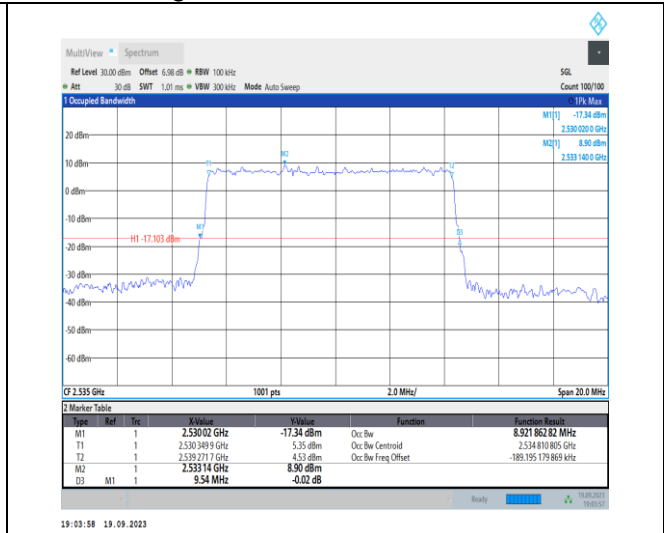 MultiView Spectrum
Ref Level 30.00 dBm Offset 6.98 dB RBW 100 kHz SGL
Att 30 dB SWT 1.01 ms VBW 300 kHz Mode Auto Sweep Count 100/100
1 Occupied Bandwidth 1Pk Max
M1[1] -17.34 dBm
2.530 020 0 GHz
M2[1] 8.90 dBm
2.533 140 0 GHz
20 dBm
10 dBm
0 dBm
-10 dBm
-20 dBm
-30 dBm
-40 dBm
-50 dBm
-60 dBm
T1
M2
T2
M1
D3
H1 -17.103 dBm
CF 2.535 GHz 1001 pts 2.0 MHz/ Span 20.0 MHz
2 Marker Table
Type Ref Trc X-Value Y-Value Function Function Result
M1 1 2.53002 GHz -17.34 dBm Occ Bw 8.921 862 82 MHz
T1 1 2.530 349 9 GHz 5.35 dBm Occ Bw Centroid 2.534 810 805 GHz
T2 1 2.539 271 7 GHz 4.53 dBm Occ Bw Freq Offset -189.195 179 869 kHz
M2 1 2.533 14 GHz 8.90 dBm
D3 M1 1 9.54 MHz -0.02 dB
Ready 19.09.2023
19:03:57
19:03:58 19.09.2023